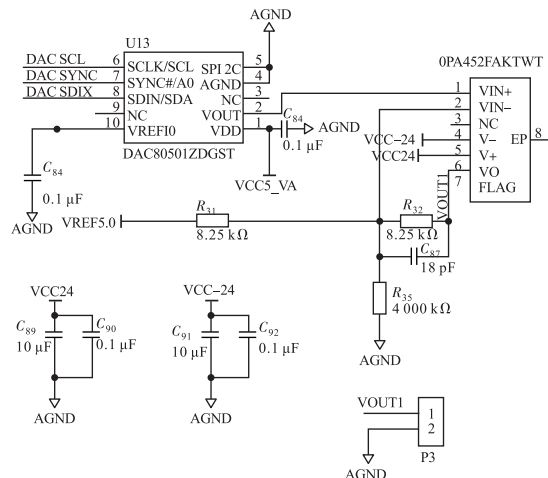 AGND
U13
DAC SCL 6 SCLK/SCL SPI 2C 5
DAC SYNC 7 SYNC#/A0 AGND 4
DAC SDIX 8 SDIN/SDA NC 3
9 NC VOUT 2
10 VREFI0 VDD 1
DAC80501ZDGST
C84
0.1 μF
AGND
C84
0.1 μF
AGND
VCC5_VA
0PA452FAKTWT
1 VIN+
2 VIN−
3 NC
VCC-24 4 V−
VCC24 5 V+
6 VO
7 FLAG
EP 8
VOUT1
VREF5.0
R31
8.25 kΩ
R32
8.25 kΩ
C87
18 pF
R35
4 000 kΩ
AGND
VCC24
C89
10 μF
C90
0.1 μF
AGND
VCC−24
C91
10 μF
C92
0.1 μF
AGND
VOUT1
1
2
P3
AGND